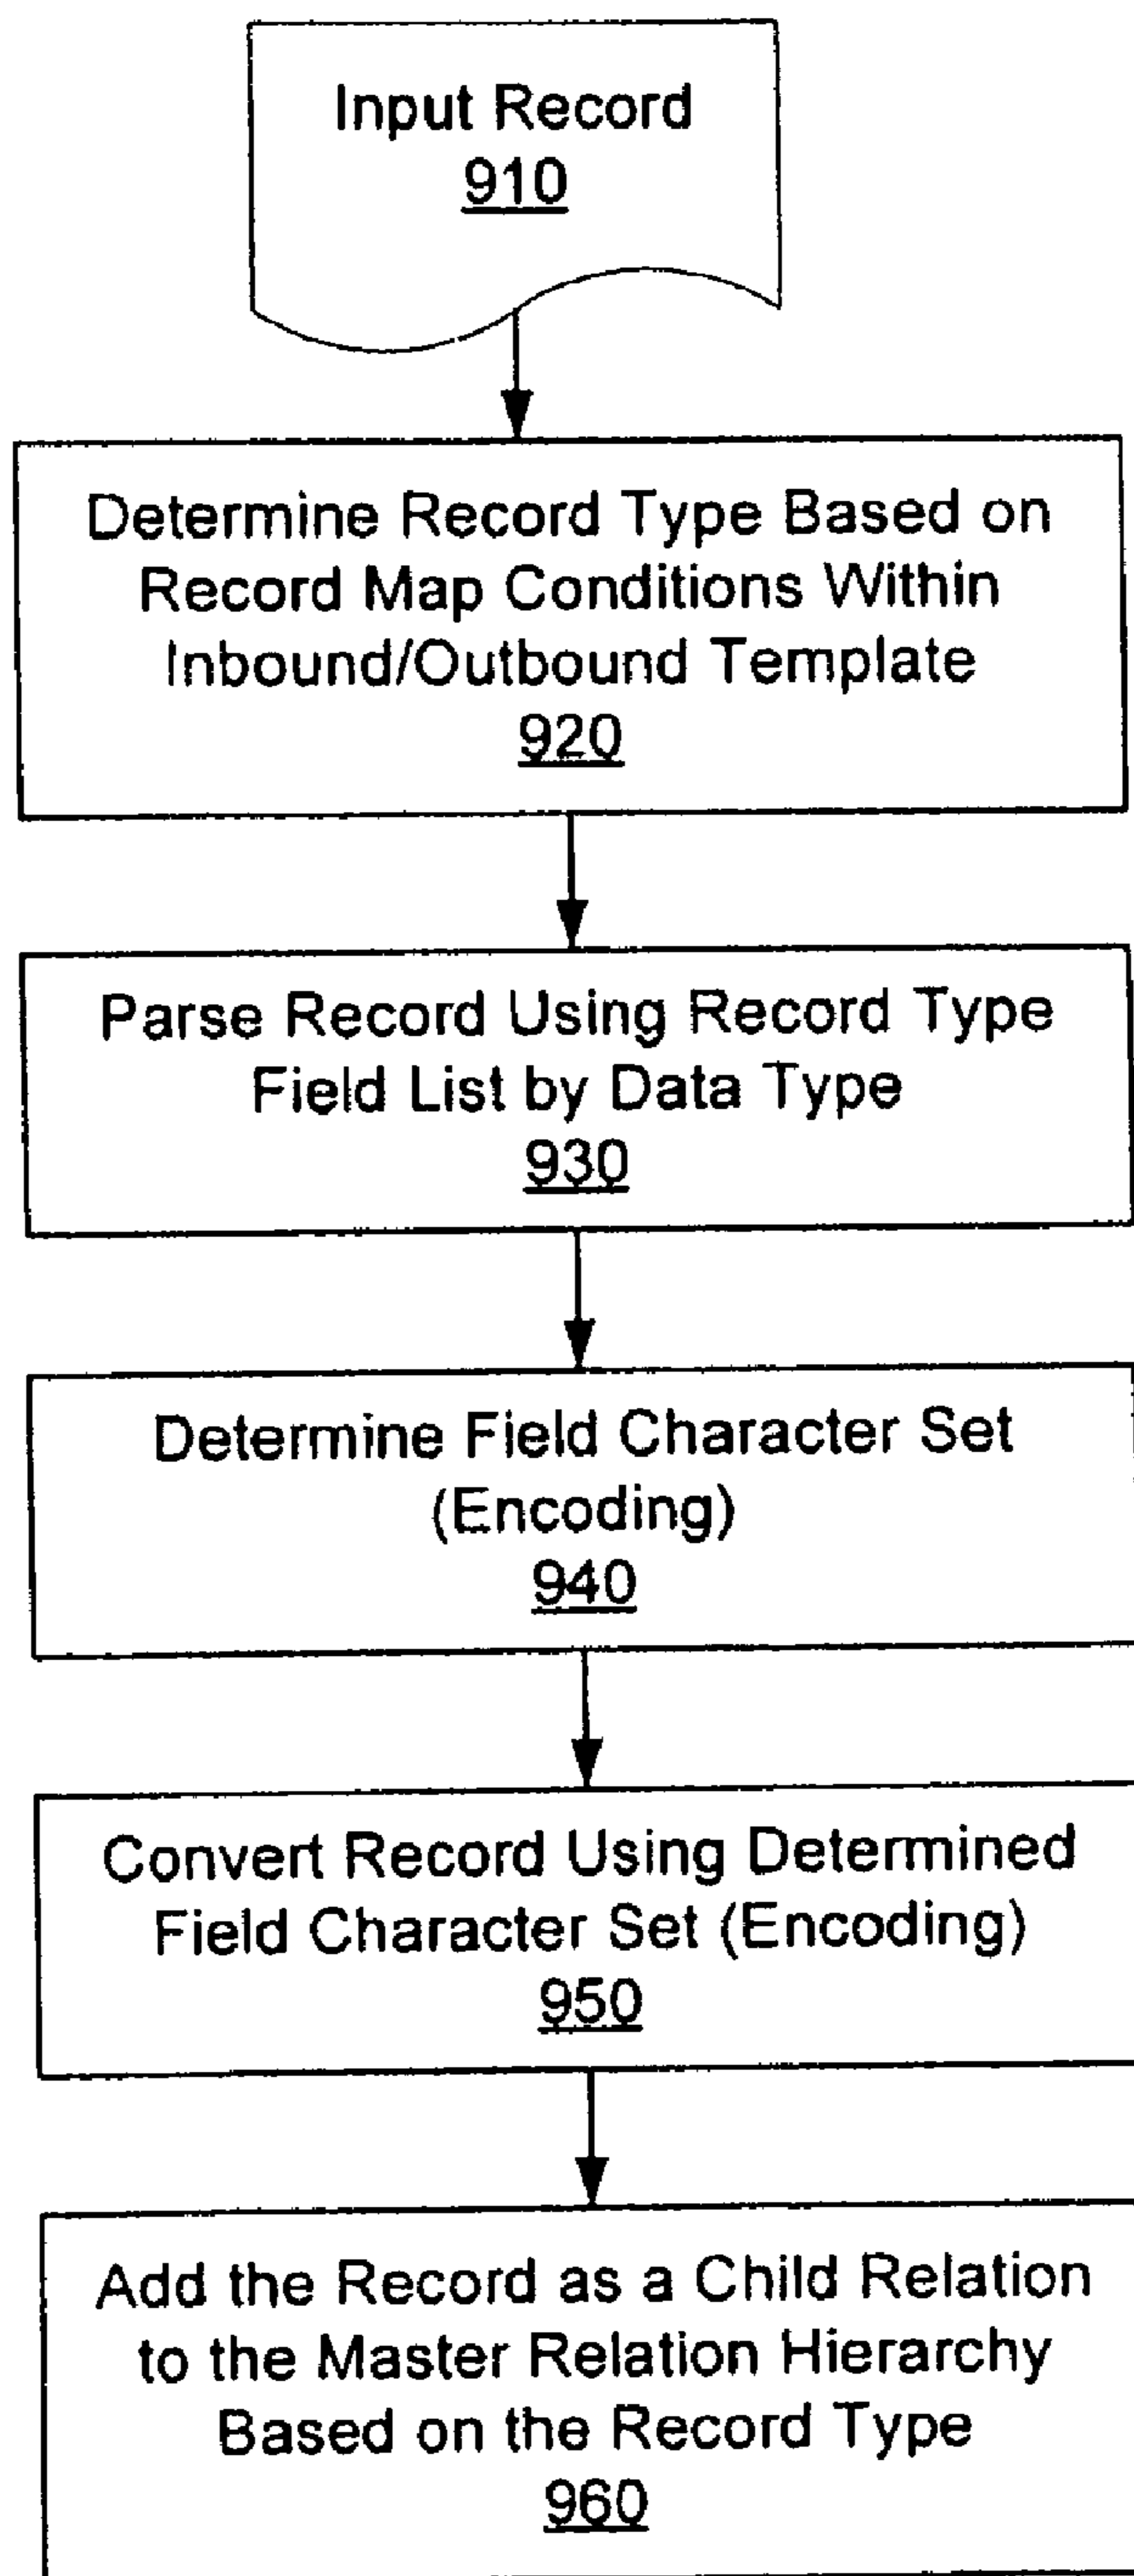 Input Record
910
Determine Record Type Based on
Record Map Conditions Within
Inbound/Outbound Template
920
Parse Record Using Record Type
Field List by Data Type
930
Determine Field Character Set
(Encoding)
940
Convert Record Using Determined
Field Character Set (Encoding)
950
Add the Record as a Child Relation
to the Master Relation Hierarchy
Based on the Record Type
960